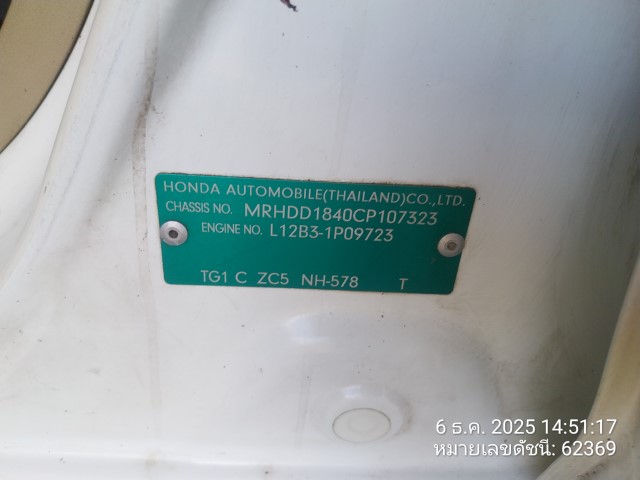 HONDA AUTOMOBILE(THAILAND)CO.,LTD.
CHASSIS NO. MRHDD1840CP107323
ENGINE NO. L12B3-1P09723
TG1 C ZC5 NH-578 T
6 ธ.ค. 2025 14:51:17
หมายเลขดัชนี: 62369